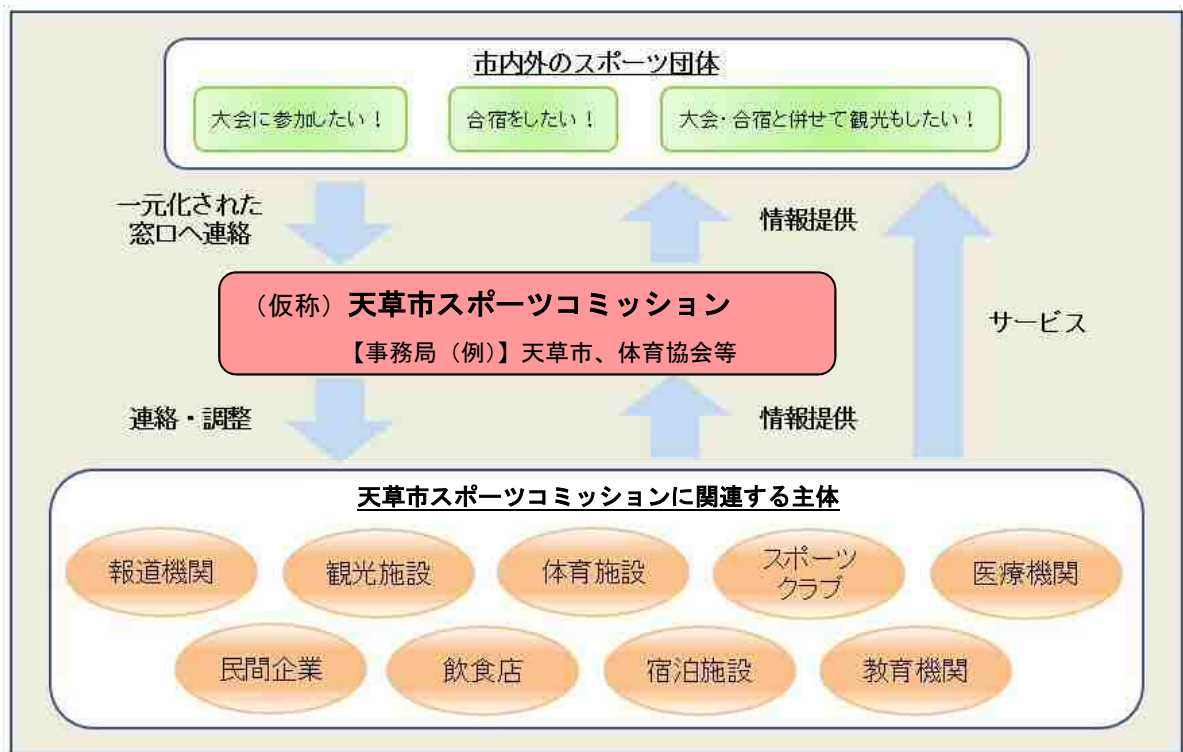 市内外のスポーツ団体
大会に参加したい！
合宿をしたい！
大会・合宿と併せて観光もしたい！
一元化された
窓口へ連絡
情報提供
（仮称）天草市スポーツコミッション
【事務局（例）】天草市、体育協会等
サービス
連絡・調整
情報提供
天草市スポーツコミッションに関連する主体
報道機関
観光施設
体育施設
スポーツ
クラブ
医療機関
民間企業
飲食店
宿泊施設
教育機関